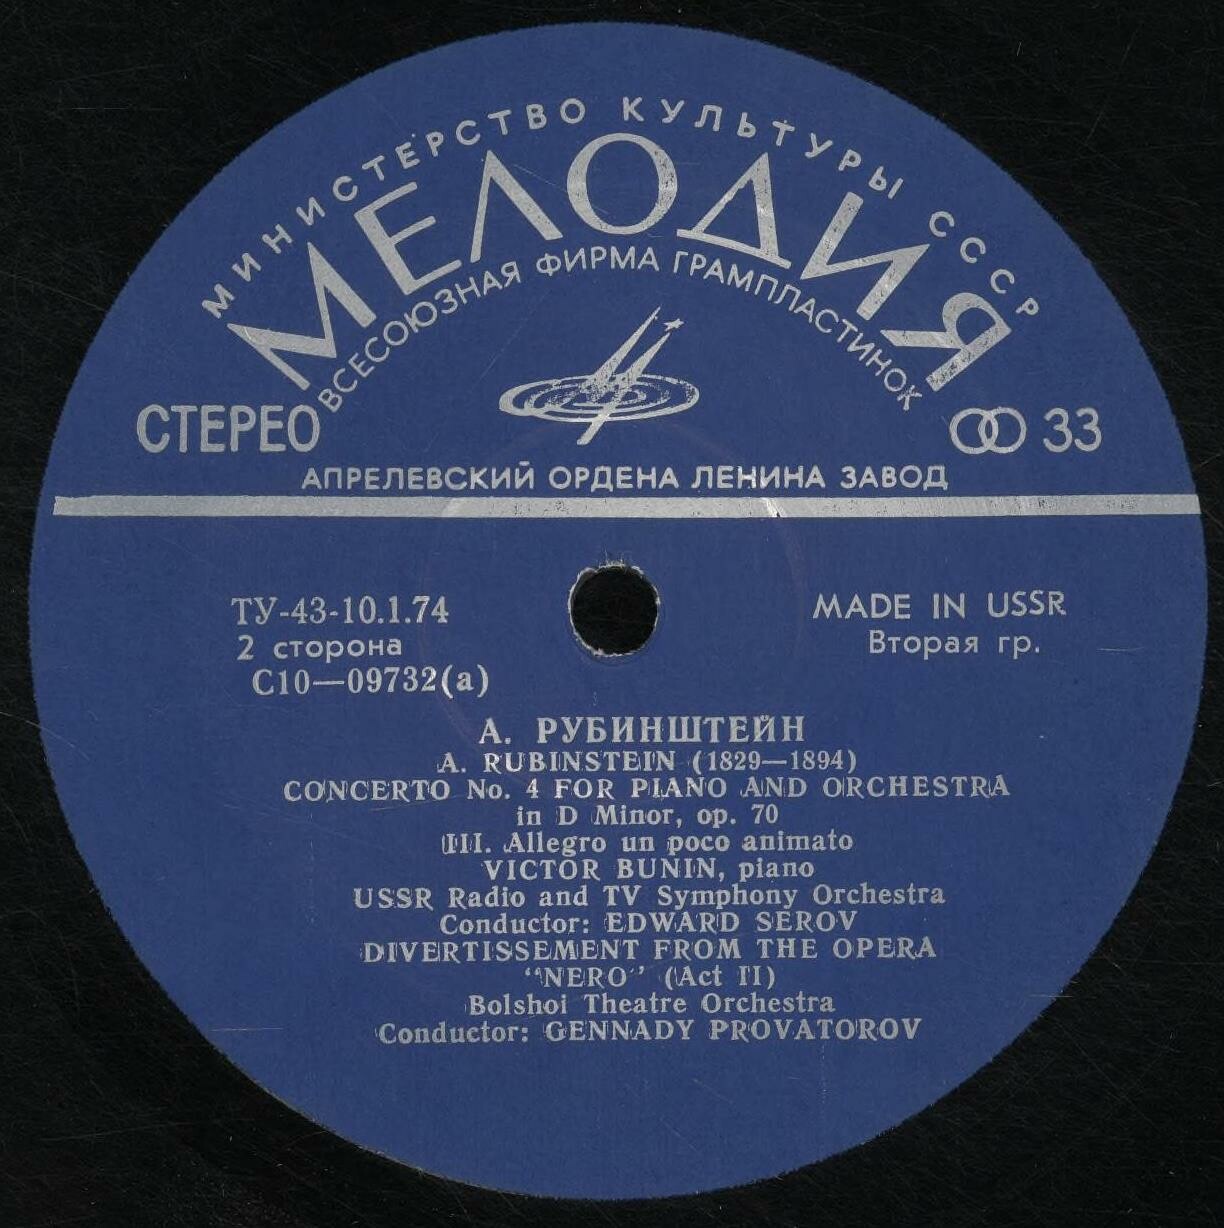 МИНИСТЕРСТВО КУЛЬТУРЫ СССР
МЕЛОДИЯ
ВСЕСОЮЗНАЯ ФИРМА ГРАМПЛАСТИНОК
СТЕРЕО 33
АПРЕЛЕВСКИЙ ОРДЕНА ЛЕНИНА ЗАВОД
ТУ-43-10.1.74 MADE IN USSR
2 сторона Вторая гр.
С10—09732(а)
А. РУБИНШТЕЙН
A. RUBINSTEIN (1829—1894)
CONCERTO No. 4 FOR PIANO AND ORCHESTRA
in D Minor, op. 70
III. Allegro un poco animato
VICTOR BUNIN, piano
USSR Radio and TV Symphony Orchestra
Conductor: EDWARD SEROV
DIVERTISSEMENT FROM THE OPERA
"NERO" (Act II)
Bolshoi Theatre Orchestra
Conductor: GENNADY PROVATOROV